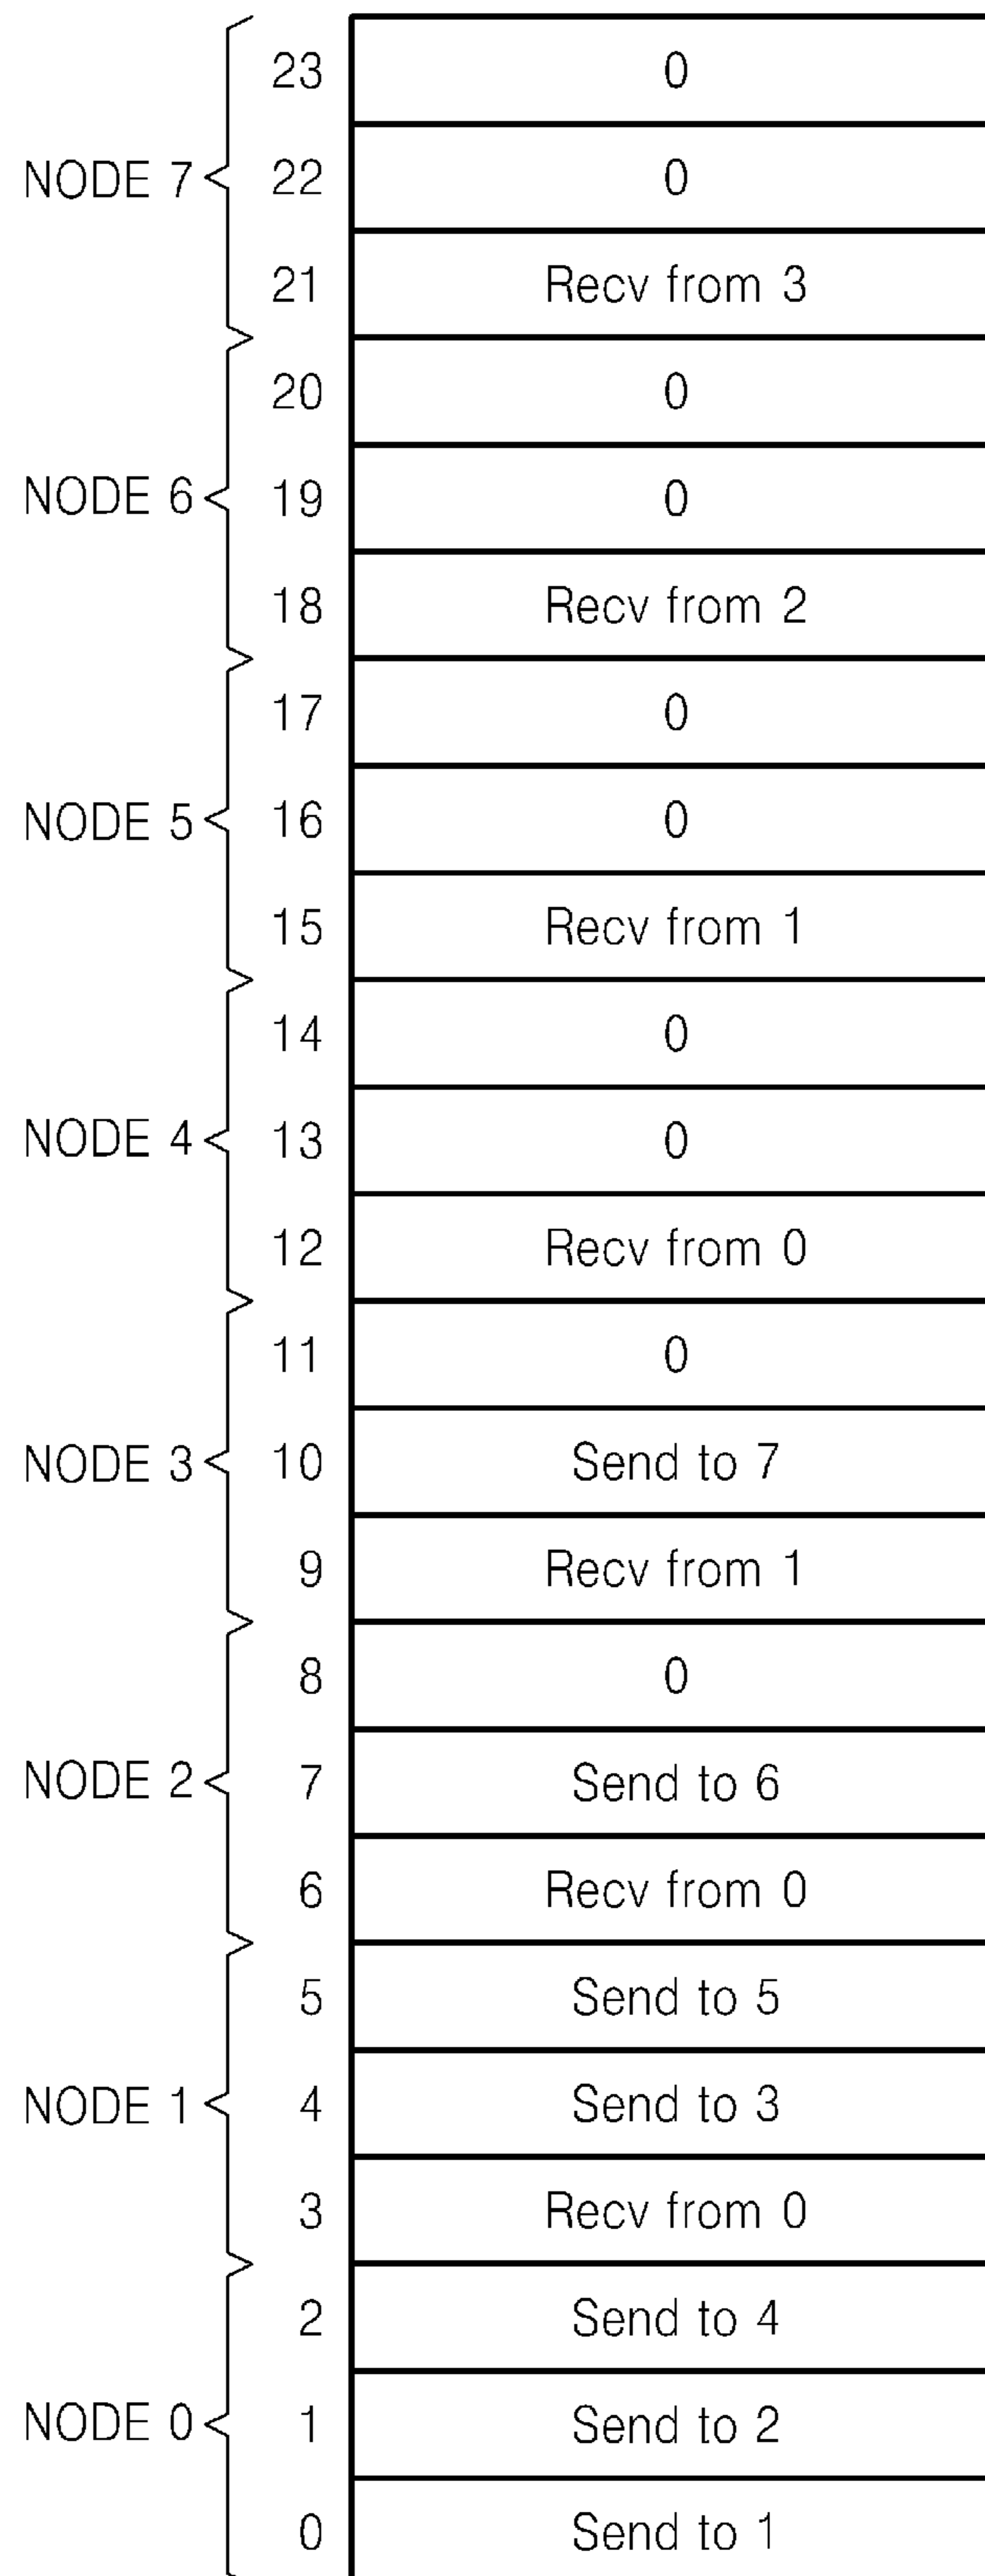 23 0
NODE 7 22 0
21 Recv from 3
20 0
NODE 6 19 0
18 Recv from 2
17 0
NODE 5 16 0
15 Recv from 1
14 0
NODE 4 13 0
12 Recv from 0
11 0
NODE 3 10 Send to 7
9 Recv from 1
8 0
NODE 2 7 Send to 6
6 Recv from 0
5 Send to 5
NODE 1 4 Send to 3
3 Recv from 0
2 Send to 4
NODE 0 1 Send to 2
0 Send to 1